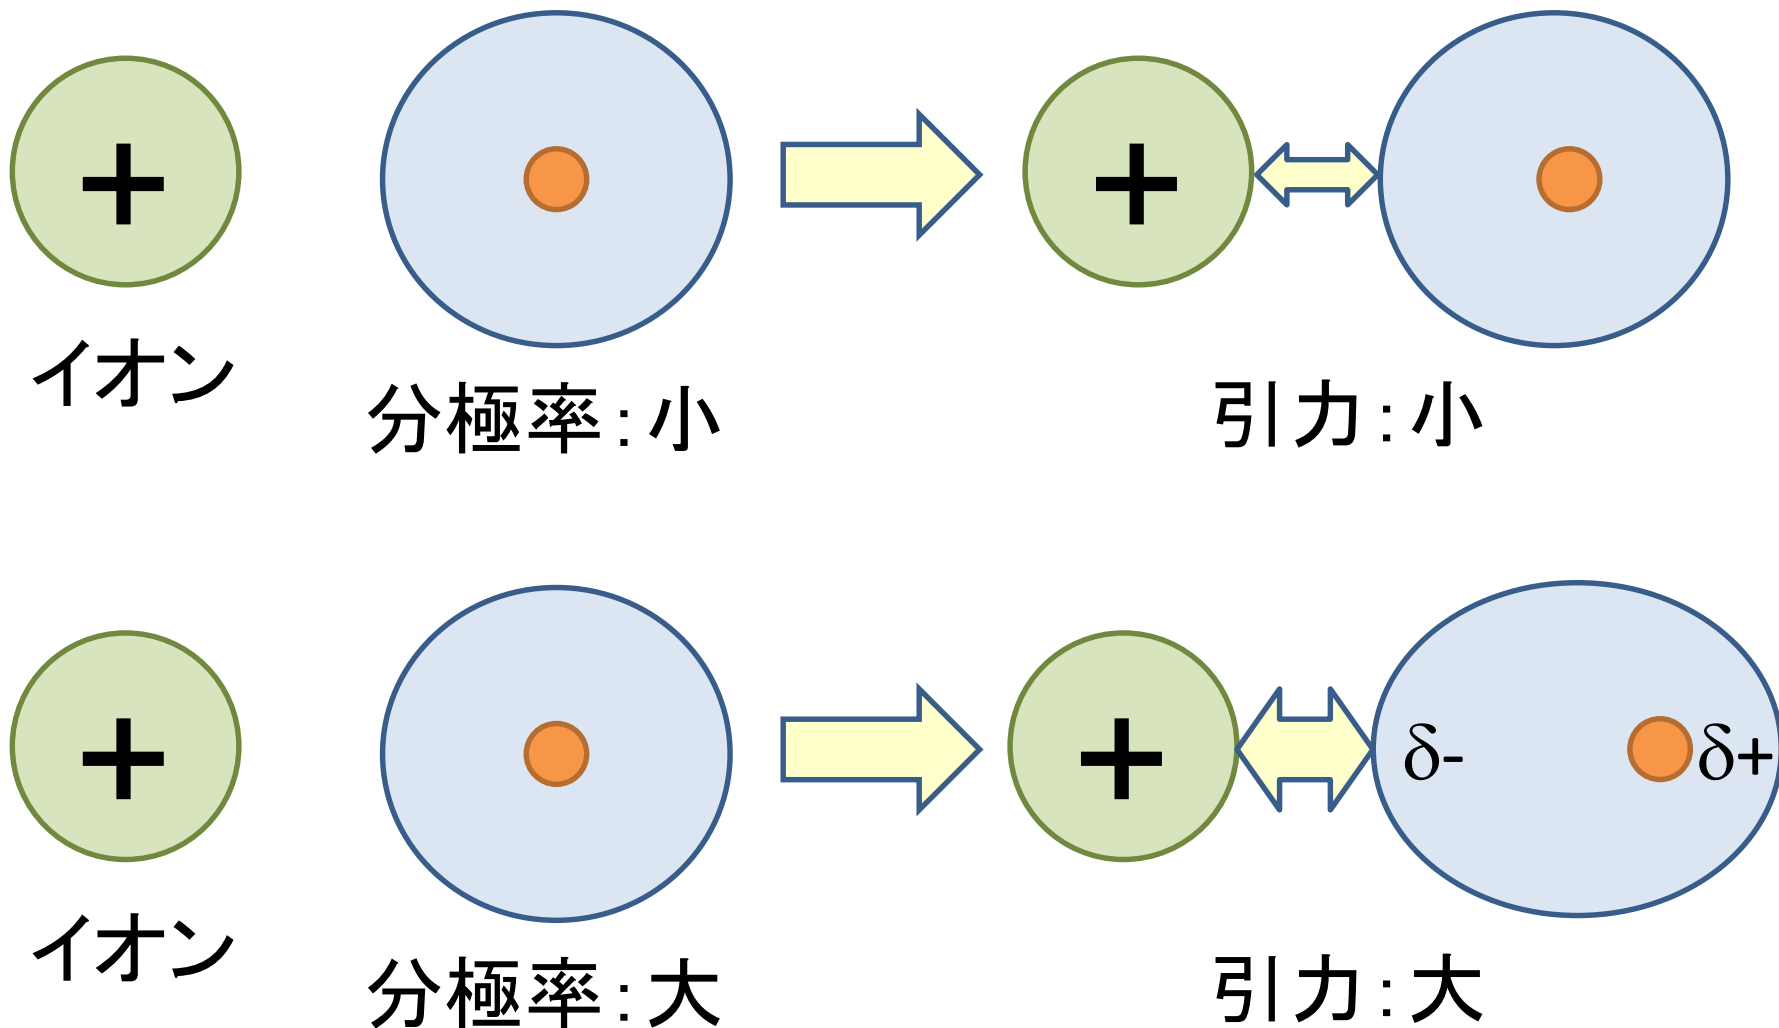 + + 
イオン
分極率:小
引力:小
+ + δ- δ+
イオン
分極率:大
引力:大